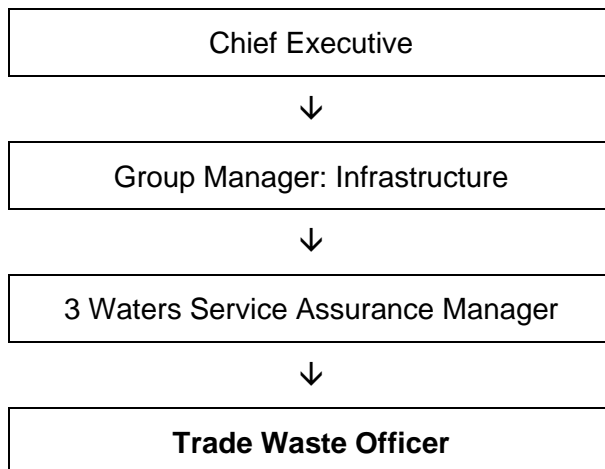 Chief Executive
↓
Group Manager: Infrastructure
↓
3 Waters Service Assurance Manager
↓
Trade Waste Officer